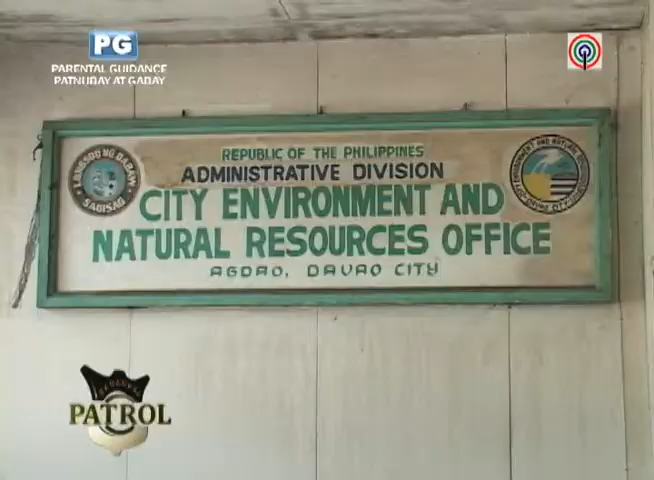 PG
PARENTAL GUIDANCE
PATNUBAY AT GABAY
REPUBLIC OF THE PHILIPPINES
ADMINISTRATIVE DIVISION
CITY ENVIRONMENT AND
NATURAL RESOURCES OFFICE
AGDAO, DAVAO CITY
SAGISAG
PATROL